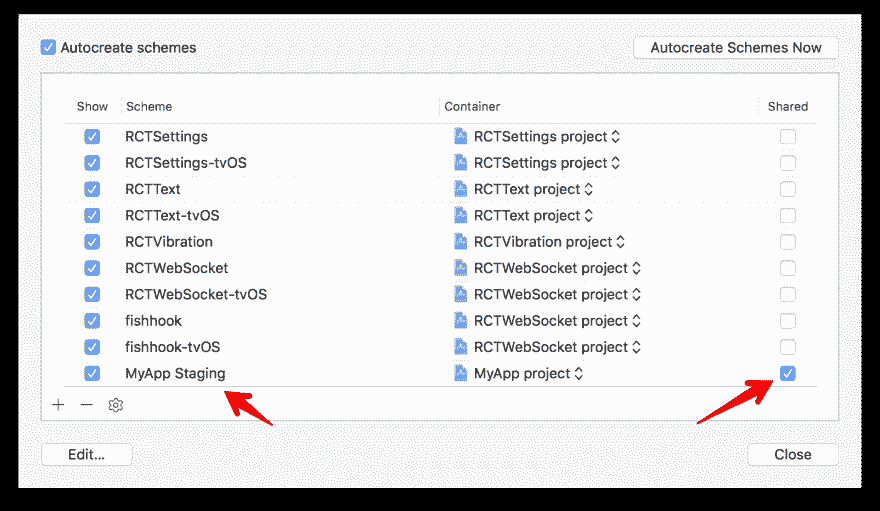 Autocreate schemes Autocreate Schemes Now
Show Scheme Container Shared
RCTSettings RCTSettings project
RCTSettings-tvOS RCTSettings project
RCTText RCTText project
RCTText-tvOS RCTText project
RCTVibration RCTVibration project
RCTWebSocket RCTWebSocket project
RCTWebSocket-tvOS RCTWebSocket project
fishhook RCTWebSocket project
fishhook-tvOS RCTWebSocket project
MyApp Staging MyApp project
Edit... Close